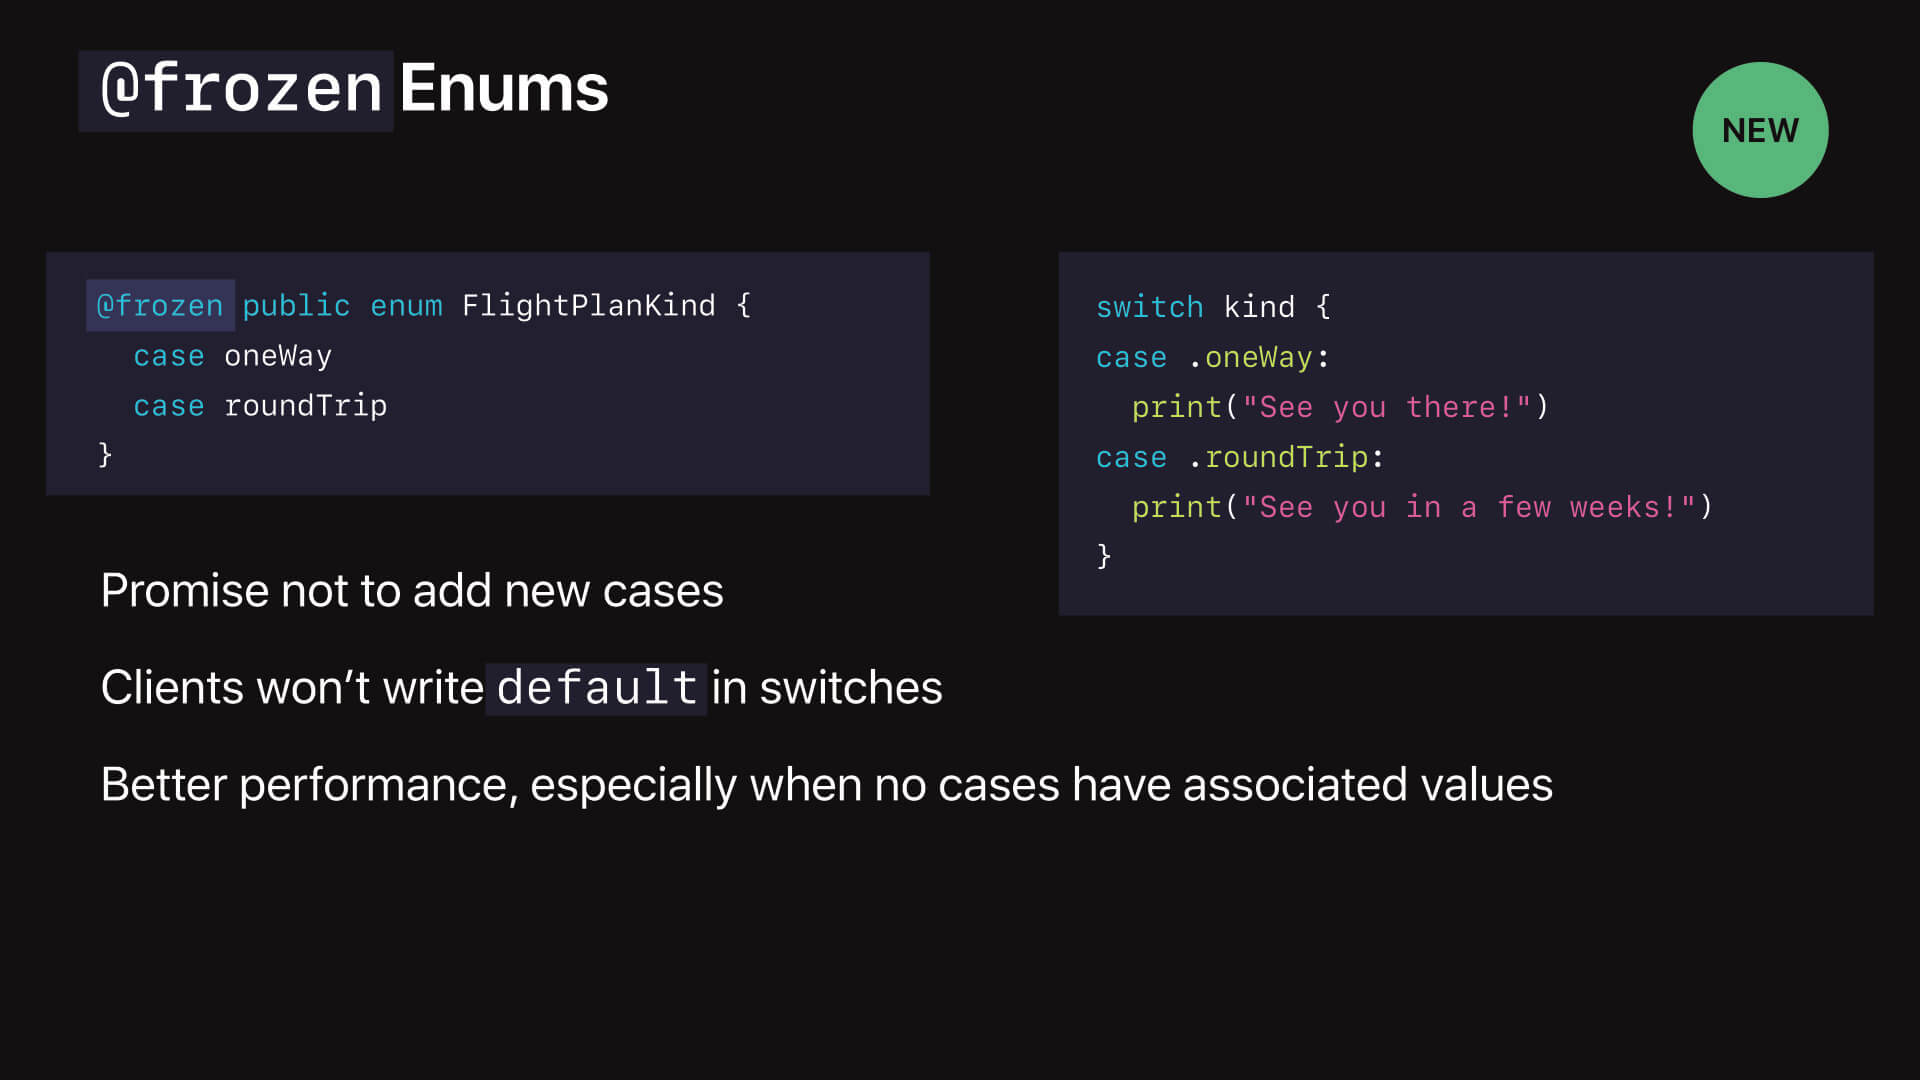 @frozen Enums
NEW
@frozen public enum FlightPlanKind {
  case oneWay
  case roundTrip
}
switch kind {
case .oneWay:
  print("See you there!")
case .roundTrip:
  print("See you in a few weeks!")
}
Promise not to add new cases
Clients won’t write default in switches
Better performance, especially when no cases have associated values